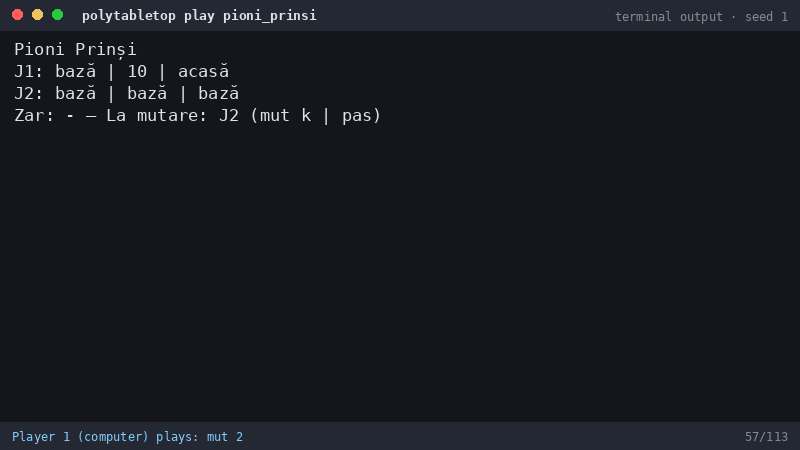 polytabletop play pioni_prinsi
terminal output · seed 1
Pioni Prinși
J1: bază | 10 | acasă
J2: bază | bază | bază
Zar: - — La mutare: J2 (mut k | pas)
Player 1 (computer) plays: mut 2
57/113